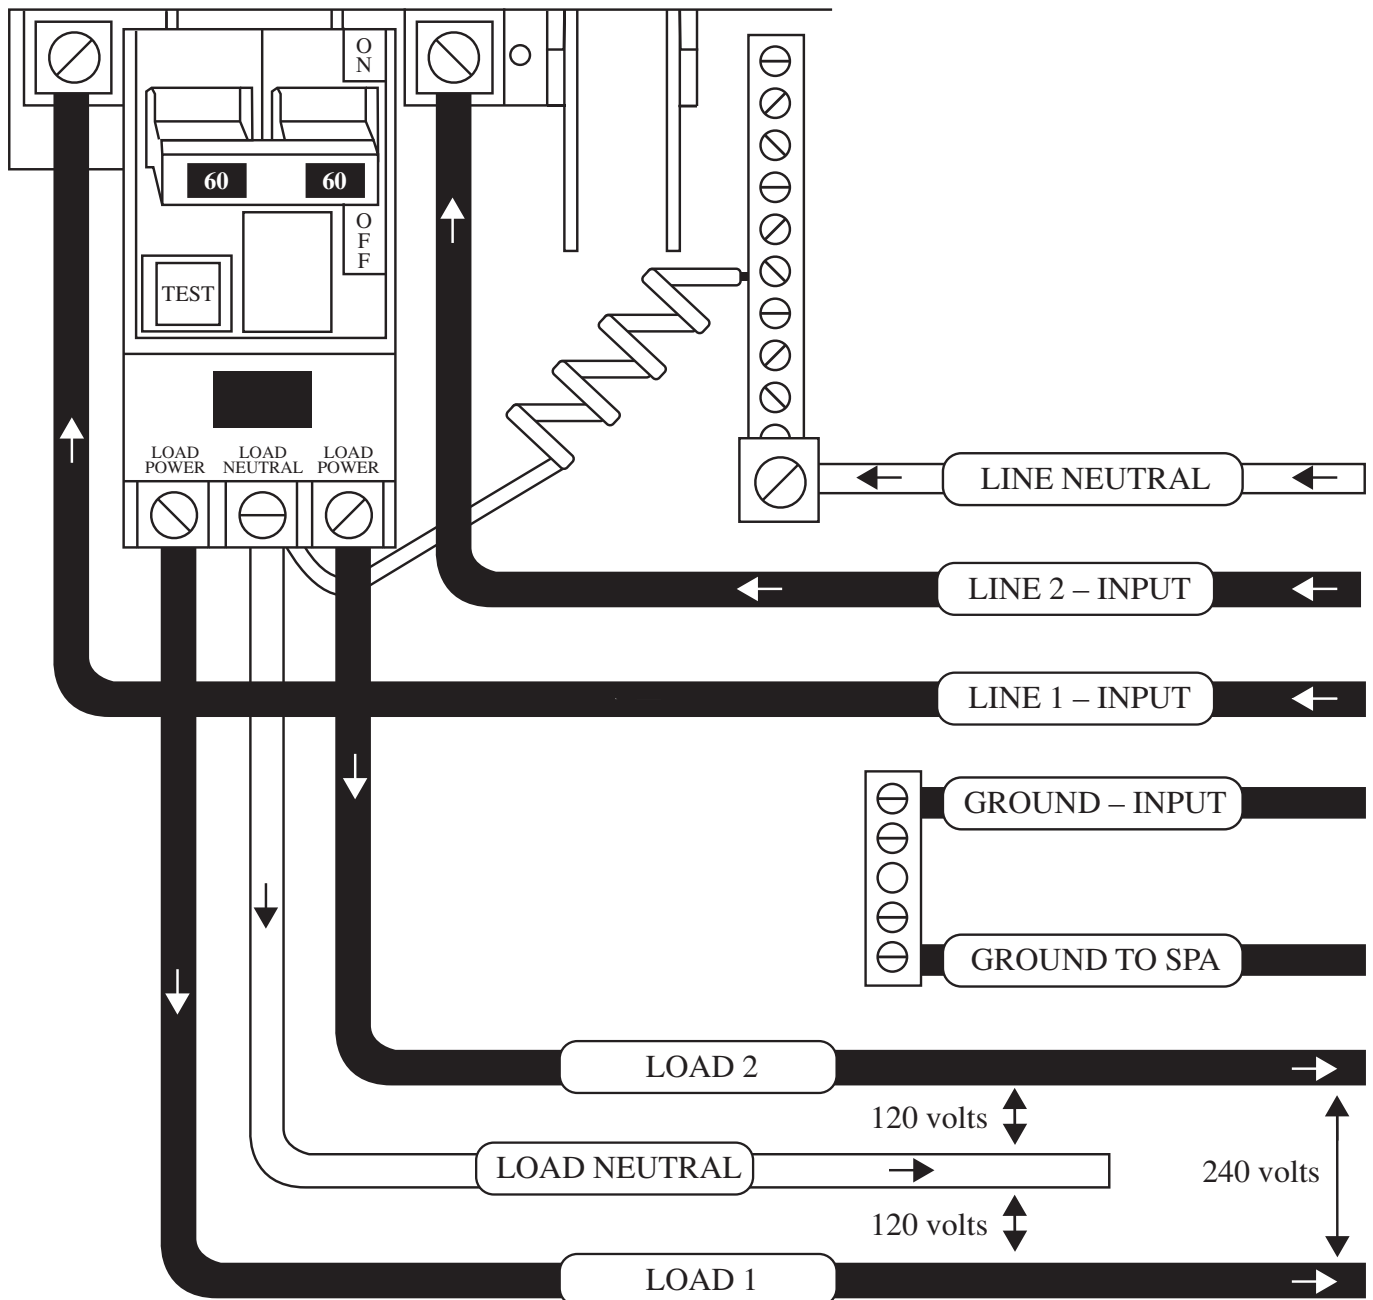 O
N
60
60
O
F
F
TEST
LOAD
POWER
LOAD
NEUTRAL
LOAD
POWER
LINE NEUTRAL
LINE 2 – INPUT
LINE 1 – INPUT
GROUND – INPUT
GROUND TO SPA
LOAD 2
120 volts
LOAD NEUTRAL
240 volts
120 volts
LOAD 1